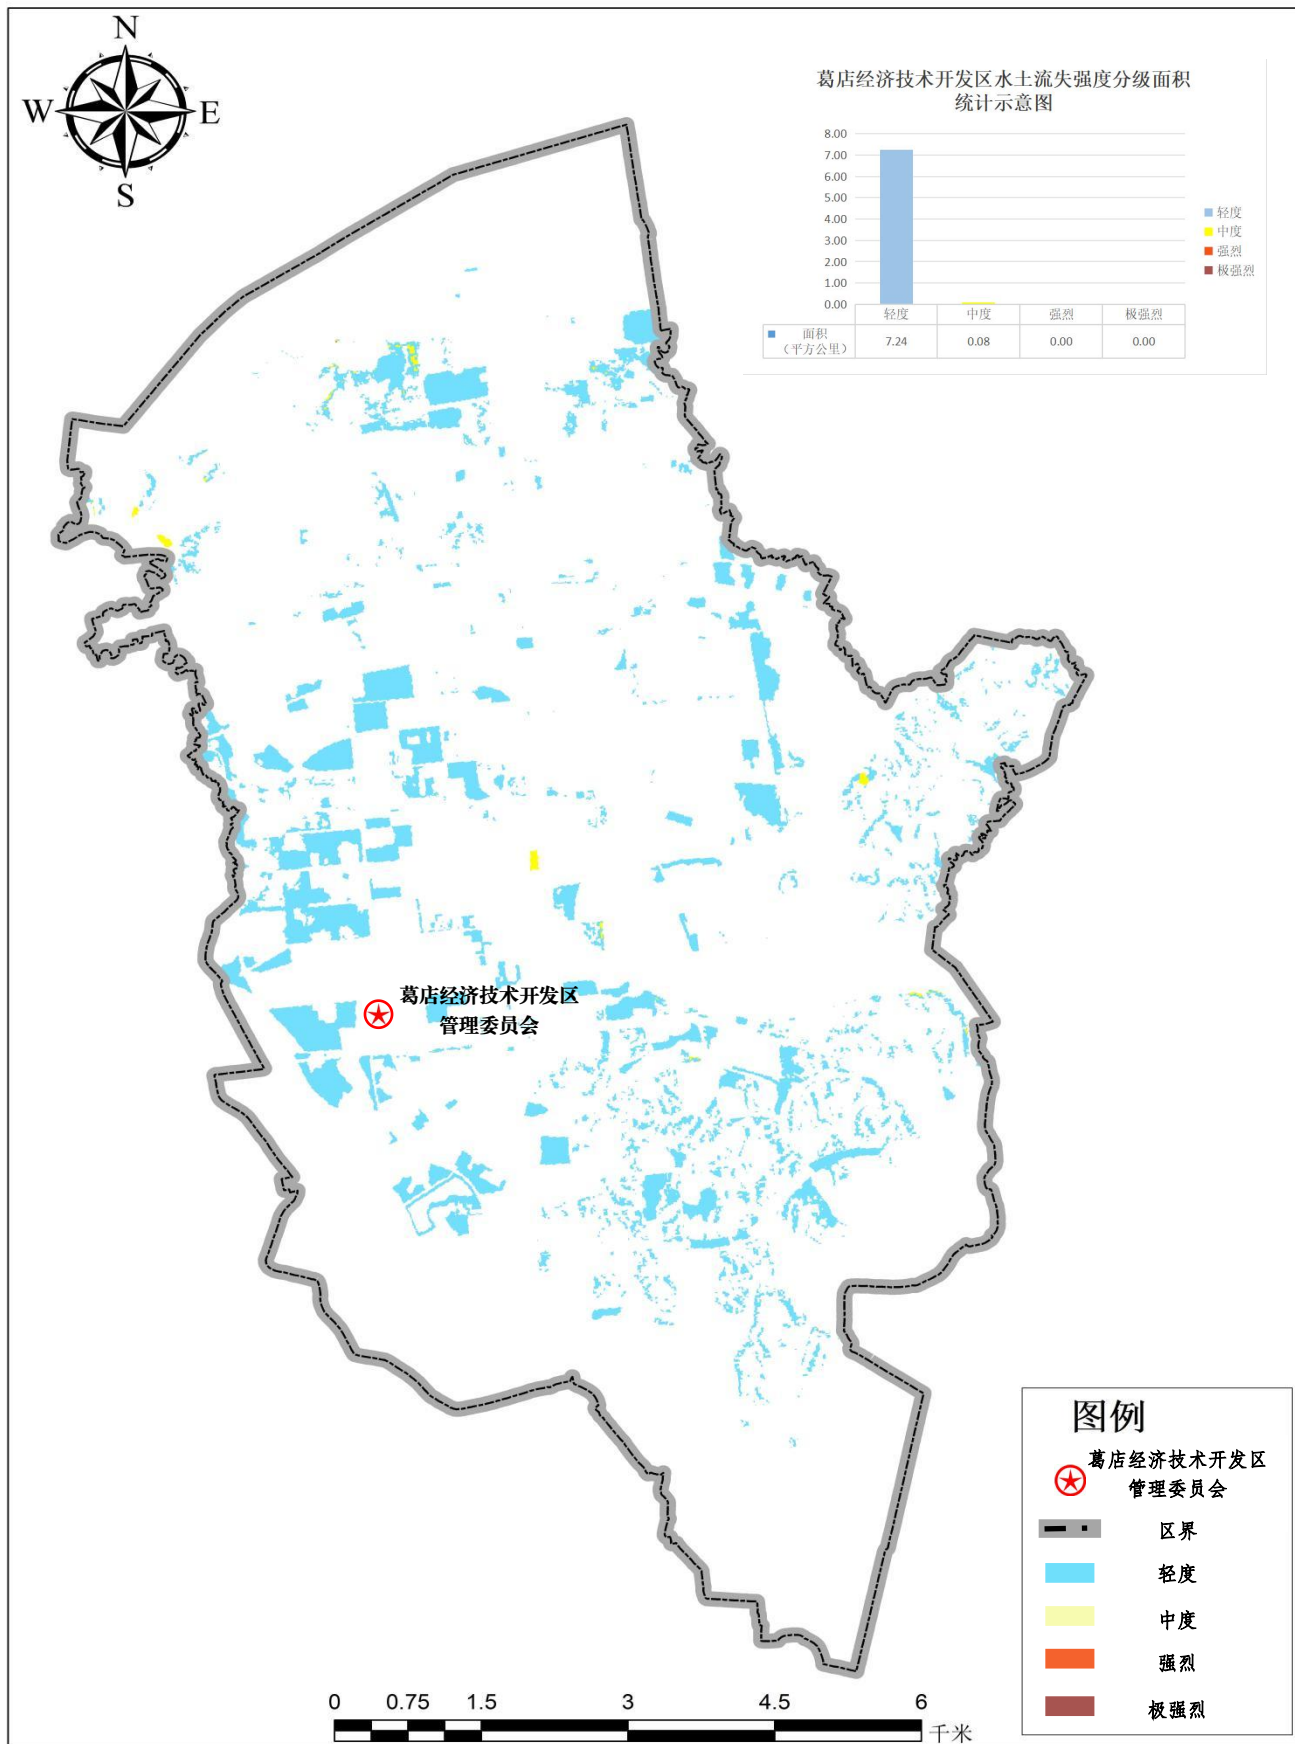 N
W
E
S
葛店经济技术开发区水土流失强度分级面积
统计示意图
8.00
7.00
6.00
5.00
4.00
3.00
2.00
1.00
0.00
轻度
中度
强烈
极强烈
轻度
中度
强烈
极强烈
面积
（平方公里）
7.24
0.08
0.00
0.00
葛店经济技术开发区
管理委员会
图例
葛店经济技术开发区
管理委员会
区界
轻度
中度
强烈
极强烈
0
0.75
1.5
3
4.5
6
千米